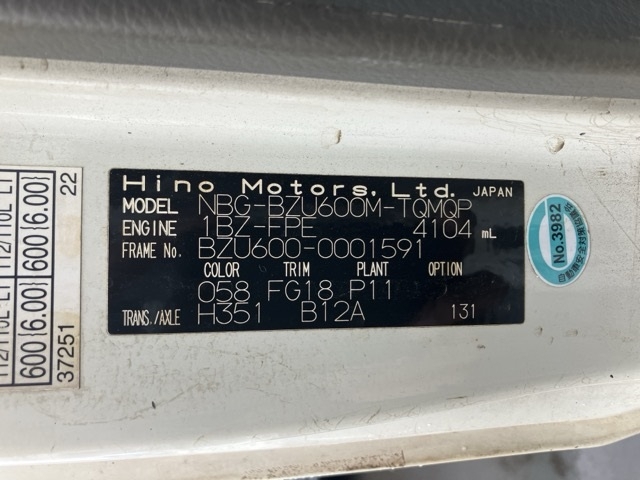 Hino Motors, Ltd. JAPAN
MODEL NBG-BZU600M-TQMQP
ENGINE 1BZ-FPE 4104 mL
FRAME No. BZU600-0001591
COLOR TRIM PLANT OPTION
058 FG18 P11
TRANS./AXLE H351 B12A 131
No.3982
600(6.00) 600(6.00)
37251 22